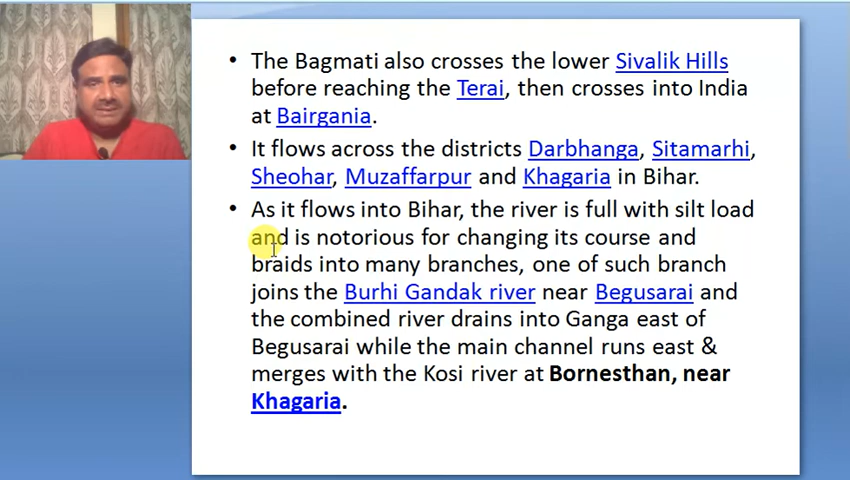 • The Bagmati also crosses the lower Sivalik Hills
before reaching the Terai, then crosses into India
at Bairgania.
• It flows across the districts Darbhanga, Sitamarhi,
Sheohar, Muzaffarpur and Khagaria in Bihar.
• As it flows into Bihar, the river is full with silt load
and is notorious for changing its course and
braids into many branches, one of such branch
joins the Burhi Gandak river near Begusarai and
the combined river drains into Ganga east of
Begusarai while the main channel runs east &
merges with the Kosi river at Bornesthan, near
Khagaria.